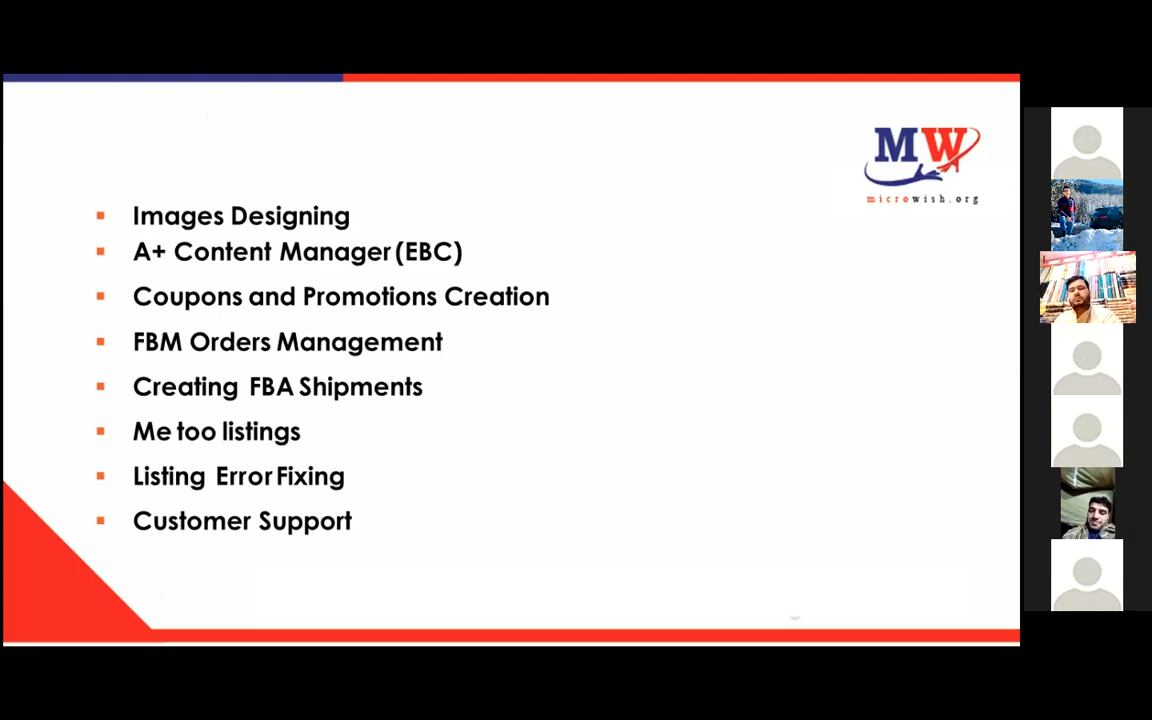 MW
microwish.org
Images Designing
A+ Content Manager (EBC)
Coupons and Promotions Creation
FBM Orders Management
Creating FBA Shipments
Me too listings
Listing Error Fixing
Customer Support